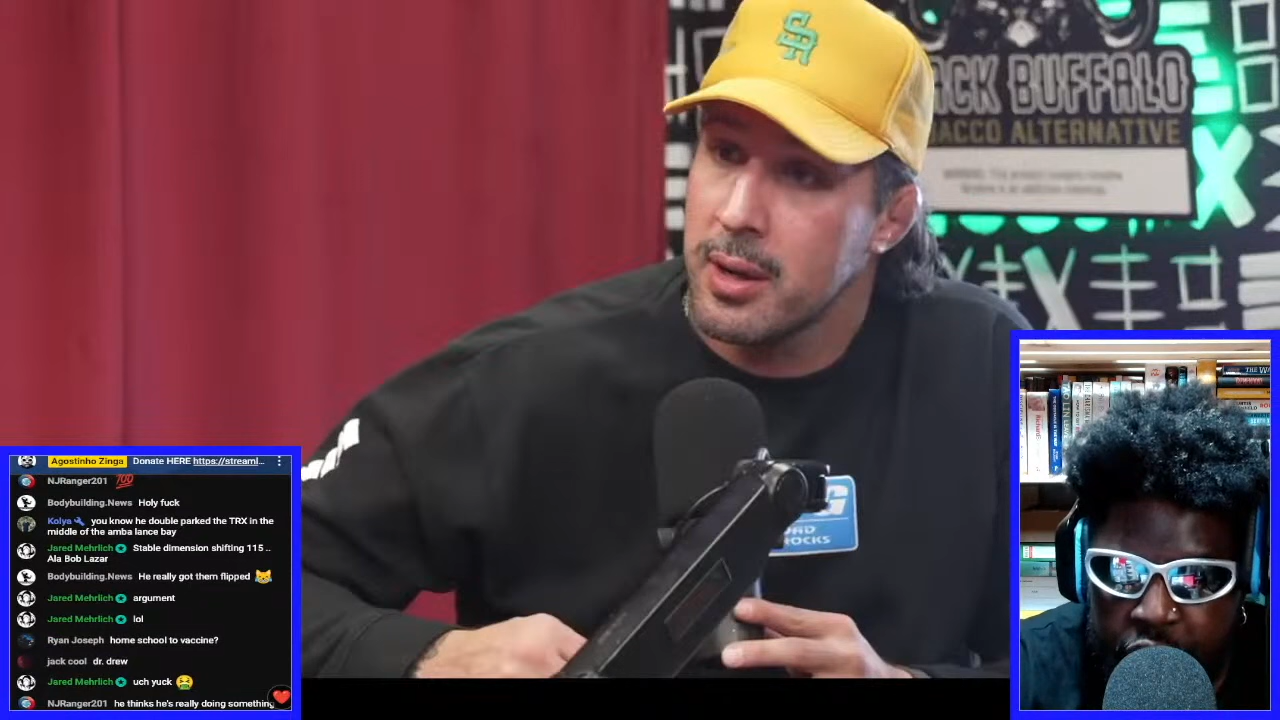 SR
ACK BUFFALO
ACCO ALTERNATIVE
G
OAD
ROCKS
Agostinho Zinga Donate HERE https://streaml...
NJRanger201 💯
Bodybuilding.News Holy fuck
Kolya 🔧 you know he double parked the TRX in the
middle of the amba lance bay
Jared Mehrlich Stable dimension shifting 115 ..
Ala Bob Lazar
Bodybuilding.News He really got them flipped 😹
Jared Mehrlich argument
Jared Mehrlich lol
Ryan Joseph home school to vaccine?
jack cool dr. drew
Jared Mehrlich uch yuck 🤮
NJRanger201 he thinks he's really doing something